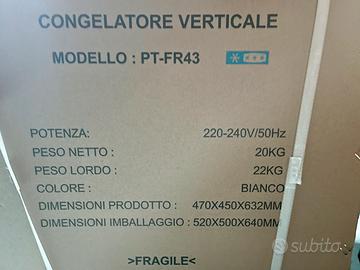 CONGELATORE VERTICALE
MODELLO : PT-FR43
POTENZA: 220-240V/50Hz
PESO NETTO : 20KG
PESO LORDO : 22KG
COLORE : BIANCO
DIMENSIONI PRODOTTO : 470X450X632MM
DIMENSIONI IMBALLAGGIO : 520X500X640MM
>FRAGILE<
subito